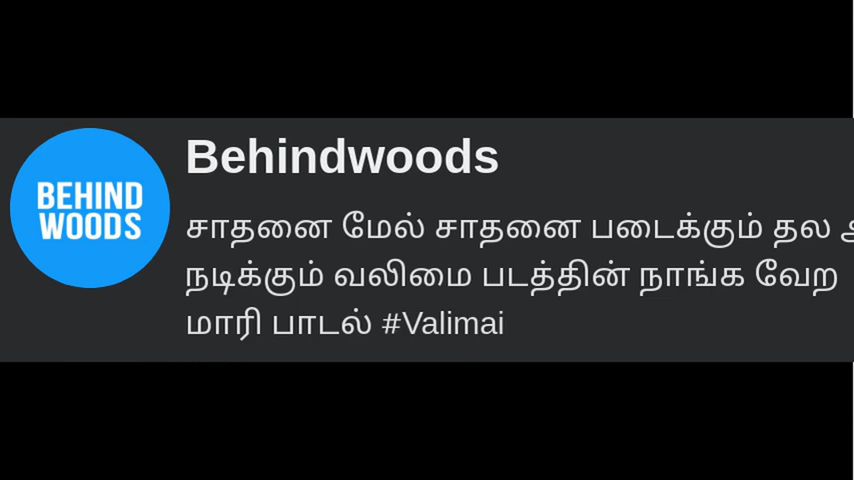 BEHIND
WOODS
Behindwoods
சாதனை மேல் சாதனை படைக்கும் தல
நடிக்கும் வலிமை படத்தின் நாங்க வேற
மாரி பாடல் #Valimai